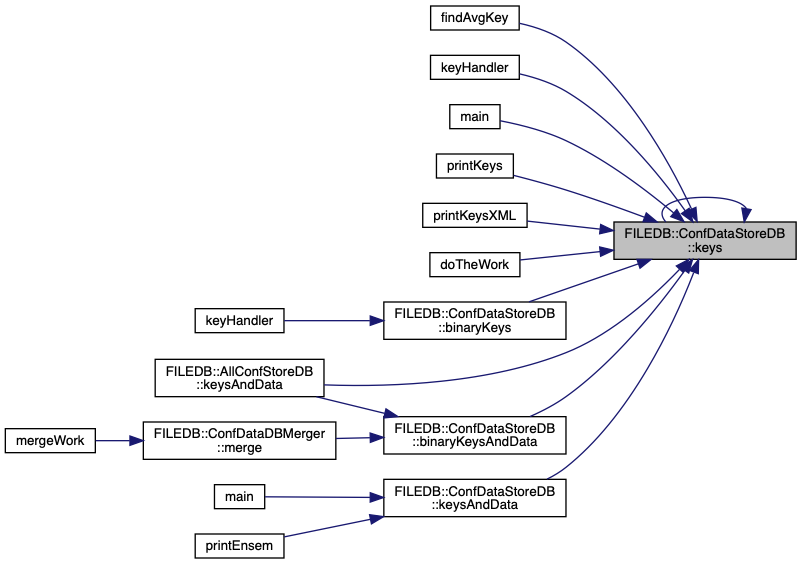 findAvgKey
keyHandler
main
printKeys
printKeysXML
FILEDB::ConfDataStoreDB
::keys
doTheWork
keyHandler
FILEDB::ConfDataStoreDB
::binaryKeys
FILEDB::AllConfStoreDB
::keysAndData
mergeWork
FILEDB::ConfDataDBMerger
::merge
FILEDB::ConfDataStoreDB
::binaryKeysAndData
main
FILEDB::ConfDataStoreDB
::keysAndData
printEnsem